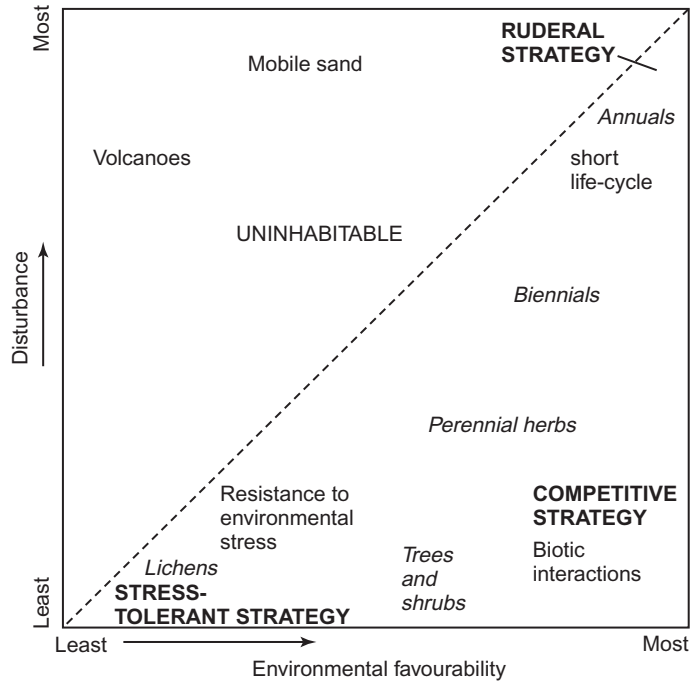 Most
RUDERAL
STRATEGY
Mobile sand
Annuals
Volcanoes
short
life-cycle
UNINHABITABLE
Disturbance
Biennials
Perennial herbs
Resistance to
environmental
stress
COMPETITIVE
STRATEGY
Biotic
interactions
Trees
and
shrubs
Lichens
STRESS-
TOLERANT STRATEGY
Least
Least
Most
Environmental favourability